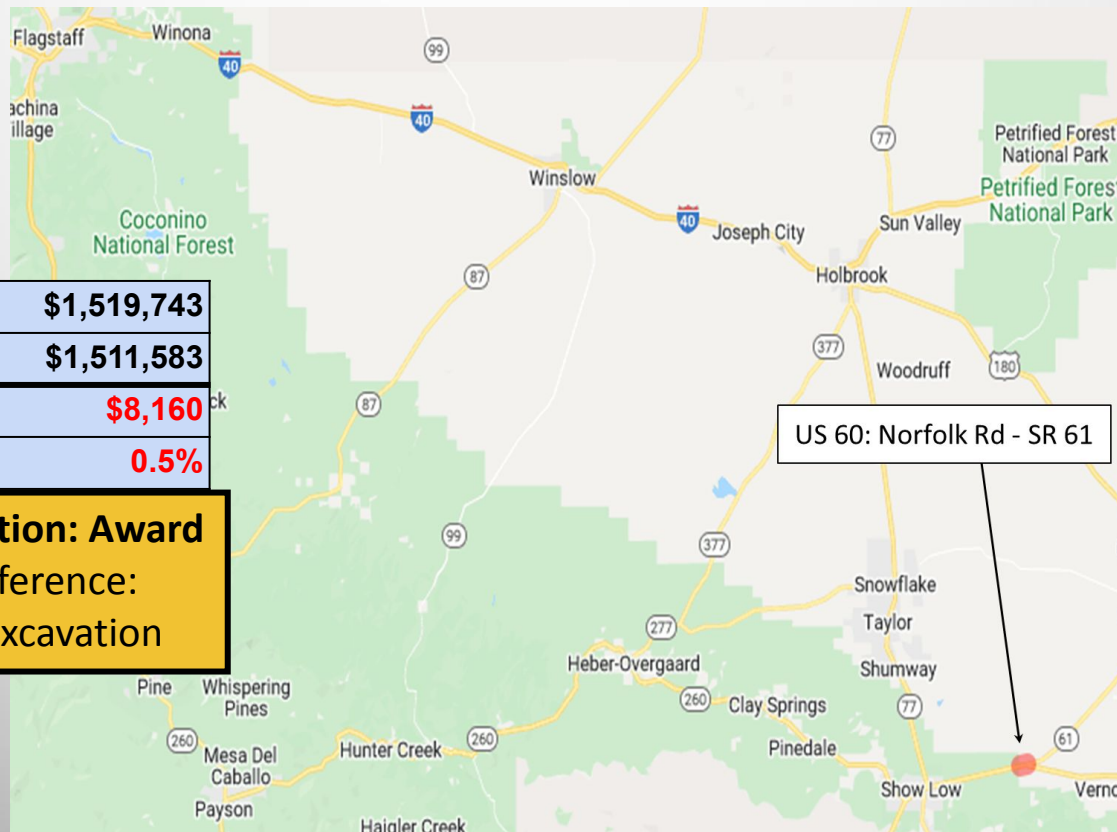 Flagstaff
Winona
99
40
achina
illage
40
77
Petrified Forest
National Park
Winslow
Petrified Forest
National Park
Coconino
National Forest
40
Joseph City
Sun Valley
87
Holbrook
$1,519,743
$1,511,583
$8,160
ck
0.5%
377
Woodruff
180
87
US 60: Norfolk Rd - SR 61
tion: Award
ference:
xcavation
99
377
Snowflake
Taylor
277
Heber-Overgaard
Shumway
260
Clay Springs
77
Pine
Whispering
Pines
260
Mesa Del
Caballo
Hunter Creek
260
Pinedale
61
Show Low
Verno
Payson
Haigler Creek